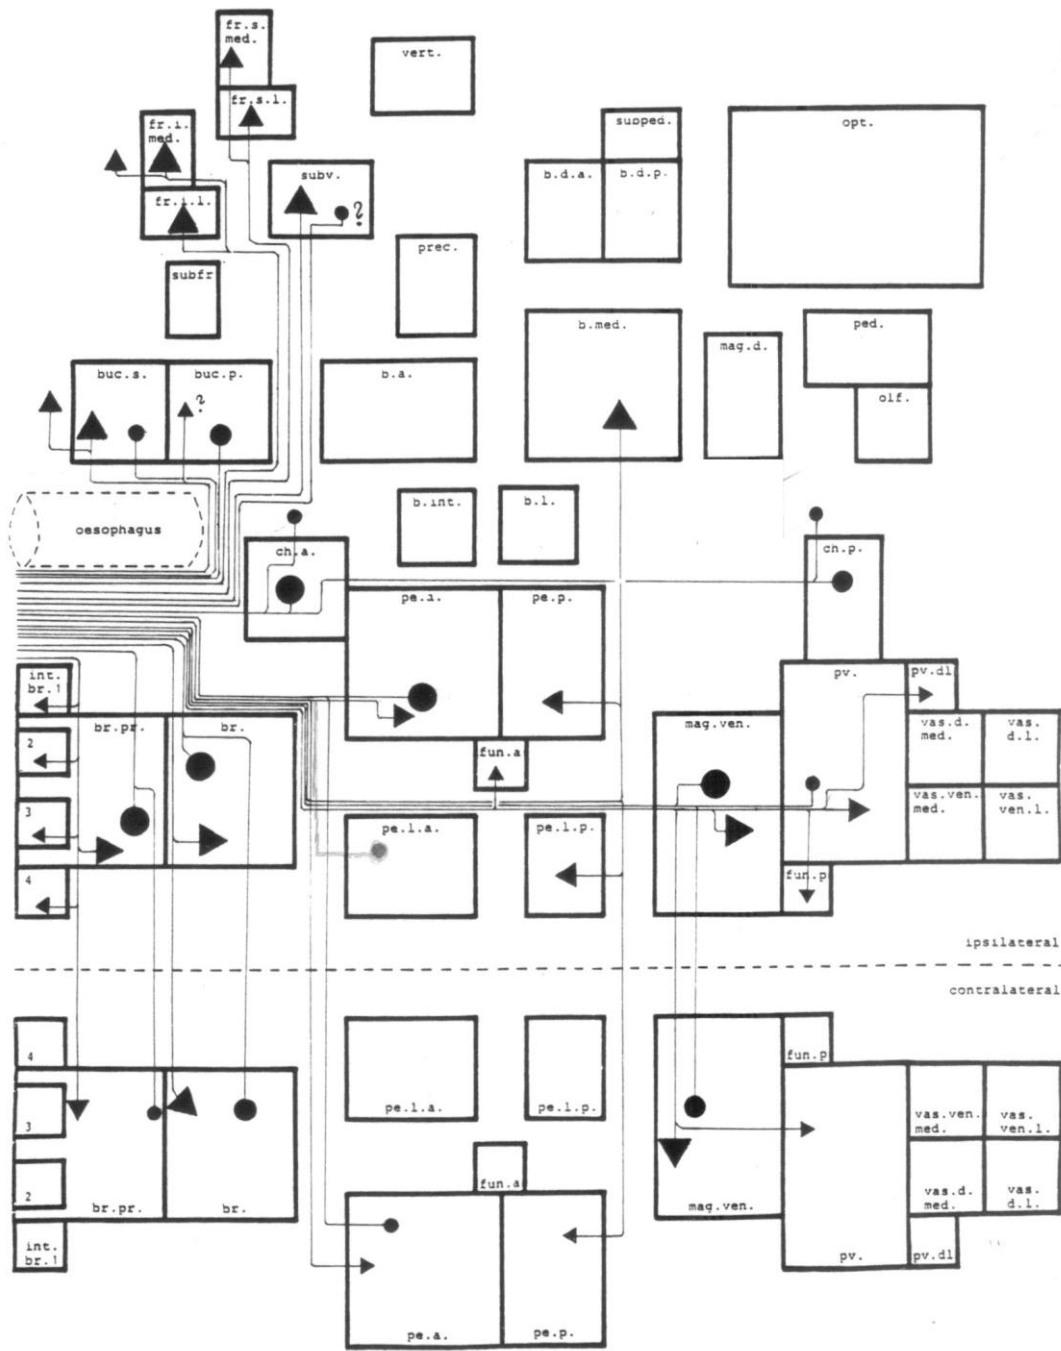 fr.s.
med.
vert.
fr.s.l.
fr.i.
med.
supped.
opt.
subv.
b.d.a.
b.d.p.
fr.i.l.
?
prec.
subfr
b.med.
ped.
mag.d.
buc.s.
buc.p.
b.a.
olf.
?
b.int.
b.l.
oesophagus
ch.a.
ch.p.
pe.i.
pe.p.
int.
br.1
pv.
pv.dl
2
br.pr.
br.
mag.ven.
vas.d.
med.
vas.
d.l.
fun.a
3
vas.ven.
med.
vas.
ven.l.
pe.l.a.
pe.l.p.
4
fun.p
ipsilateral
contralateral
4
fun.p
3
pe.l.a.
pe.l.p.
vas.ven.
med.
vas.
ven.l.
2
fun.a
vas.d.
med.
vas.
d.l.
br.pr.
br.
mag.ven.
int.
br.1
pv.
pv.dl
pe.a.
pe.p.